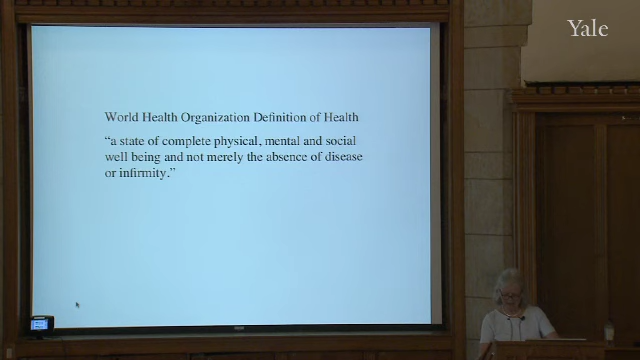 Yale
World Health Organization Definition of Health
“a state of complete physical, mental and social
well being and not merely the absence of disease
or infirmity.”